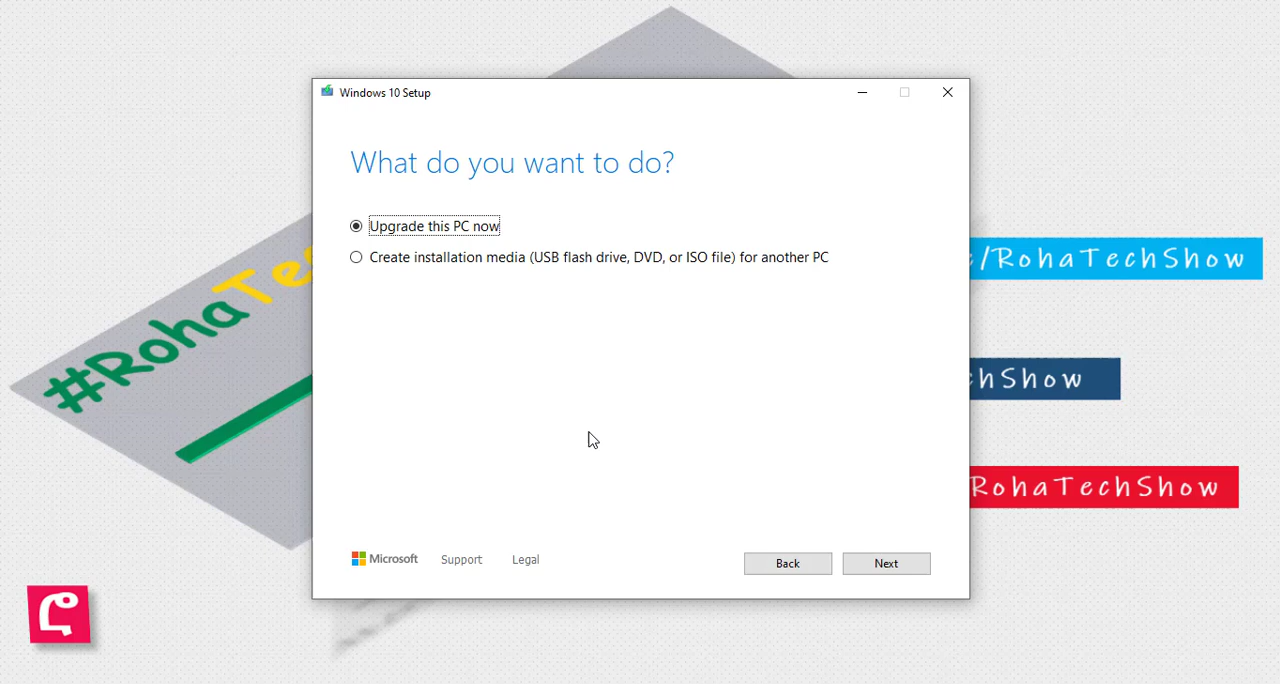 Windows 10 Setup
What do you want to do?
Upgrade this PC now
Create installation media (USB flash drive, DVD, or ISO file) for another PC
#RohaTe
/RohaTechShow
hShow
RohaTechShow
Microsoft
Support
Legal
Back
Next
ሮ